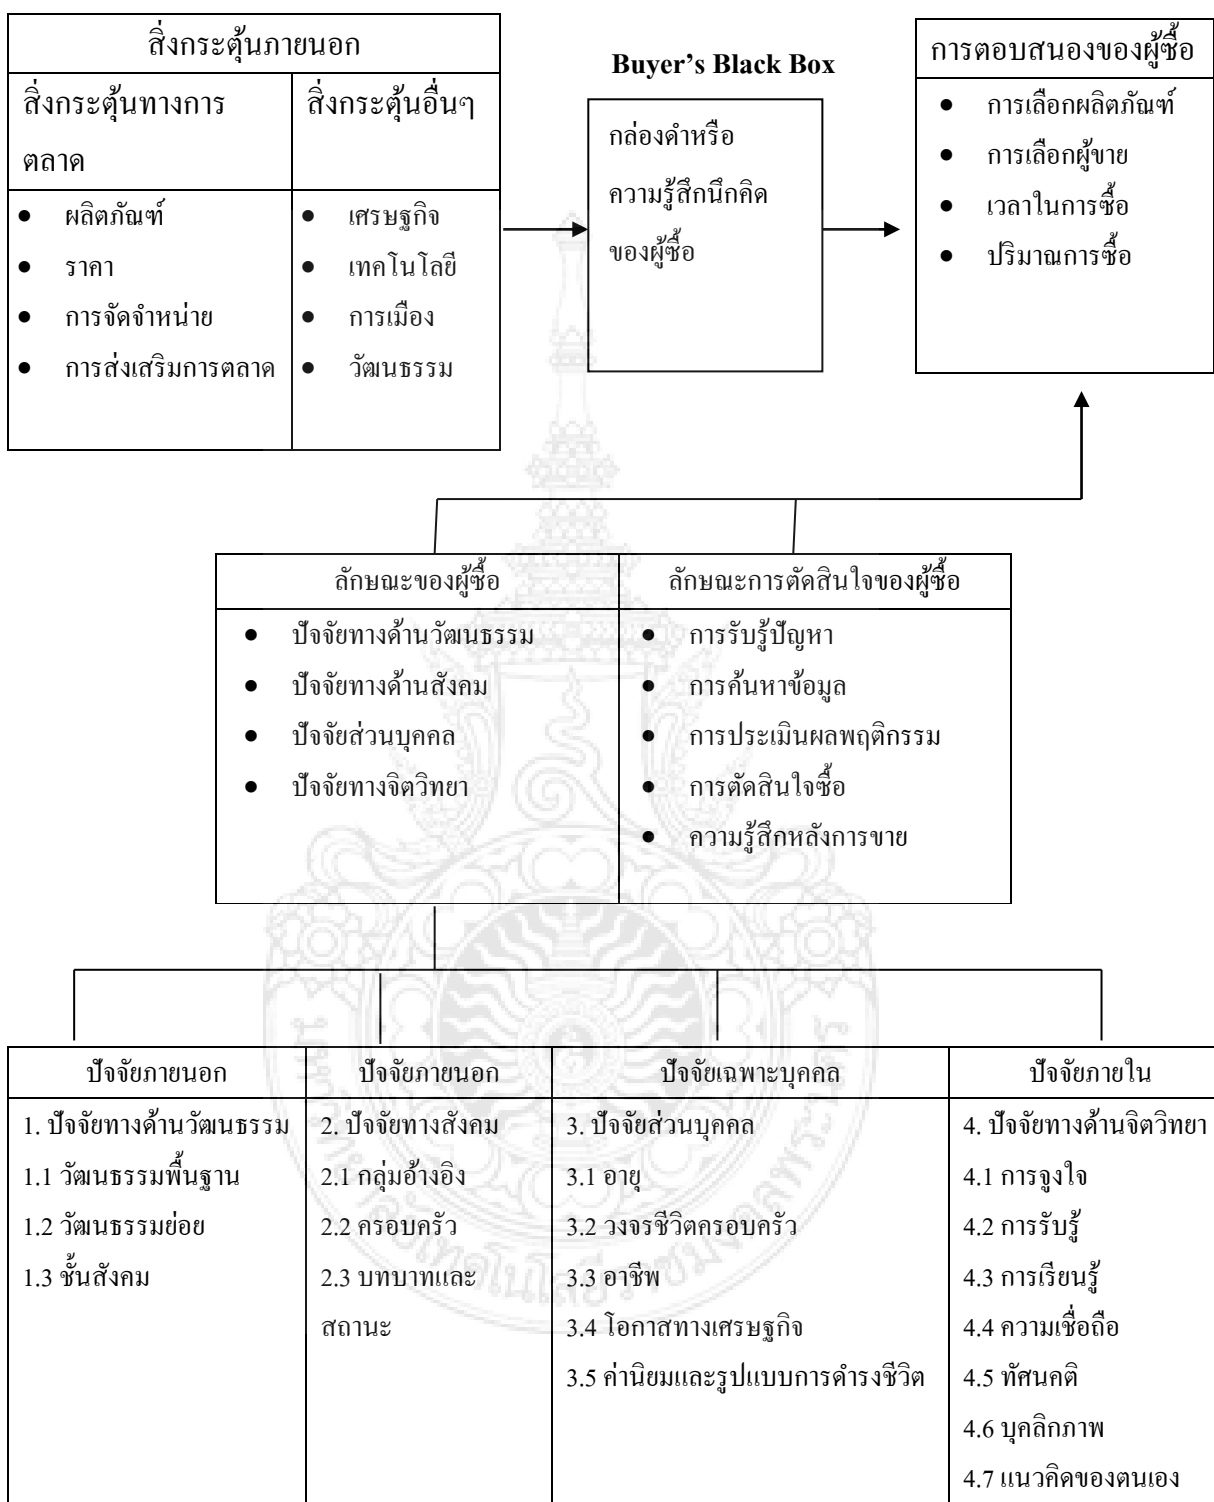 สิ่งกระตุ้นภายนอก
สิ่งกระตุ้นทางการ
ตลาด
สิ่งกระตุ้นอื่นๆ
● ผลิตภัณฑ์
● ราคา
● การจัดจำหน่าย
● การส่งเสริมการตลาด
● เศรษฐกิจ
● เทคโนโลยี
● การเมือง
● วัฒนธรรม
Buyer’s Black Box
กล่องดำหรือ
ความรู้สึกนึกคิด
ของผู้ซื้อ
การตอบสนองของผู้ซื้อ
● การเลือกผลิตภัณฑ์
● การเลือกผู้ขาย
● เวลาในการซื้อ
● ปริมาณการซื้อ
ลักษณะของผู้ซื้อ
● ปัจจัยทางด้านวัฒนธรรม
● ปัจจัยทางด้านสังคม
● ปัจจัยส่วนบุคคล
● ปัจจัยทางจิตวิทยา
ลักษณะการตัดสินใจของผู้ซื้อ
● การรับรู้ปัญหา
● การค้นหาข้อมูล
● การประเมินผลพฤติกรรม
● การตัดสินใจซื้อ
● ความรู้สึกหลังการขาย
ปัจจัยภายนอก
1. ปัจจัยทางด้านวัฒนธรรม
1.1 วัฒนธรรมพื้นฐาน
1.2 วัฒนธรรมย่อย
1.3 ชั้นสังคม
ปัจจัยภายนอก
2. ปัจจัยทางสังคม
2.1 กลุ่มอ้างอิง
2.2 ครอบครัว
2.3 บทบาทและ
สถานะ
ปัจจัยเฉพาะบุคคล
3. ปัจจัยส่วนบุคคล
3.1 อายุ
3.2 วงจรชีวิตครอบครัว
3.3 อาชีพ
3.4 โอกาสทางเศรษฐกิจ
3.5 ค่านิยมและรูปแบบการดำรงชีวิต
ปัจจัยภายใน
4. ปัจจัยทางด้านจิตวิทยา
4.1 การจูงใจ
4.2 การรับรู้
4.3 การเรียนรู้
4.4 ความเชื่อถือ
4.5 ทัศนคติ
4.6 บุคลิกภาพ
4.7 แนวคิดของตนเอง